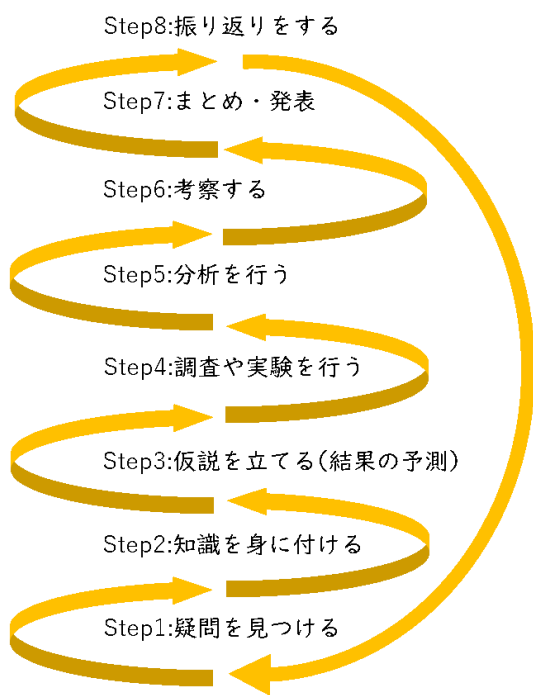 Step8:振り返りをする
Step7:まとめ・発表
Step6:考察する
Step5:分析を行う
Step4:調査や実験を行う
Step3:仮説を立てる(結果の予測)
Step2:知識を身に付ける
Step1:疑問を見つける